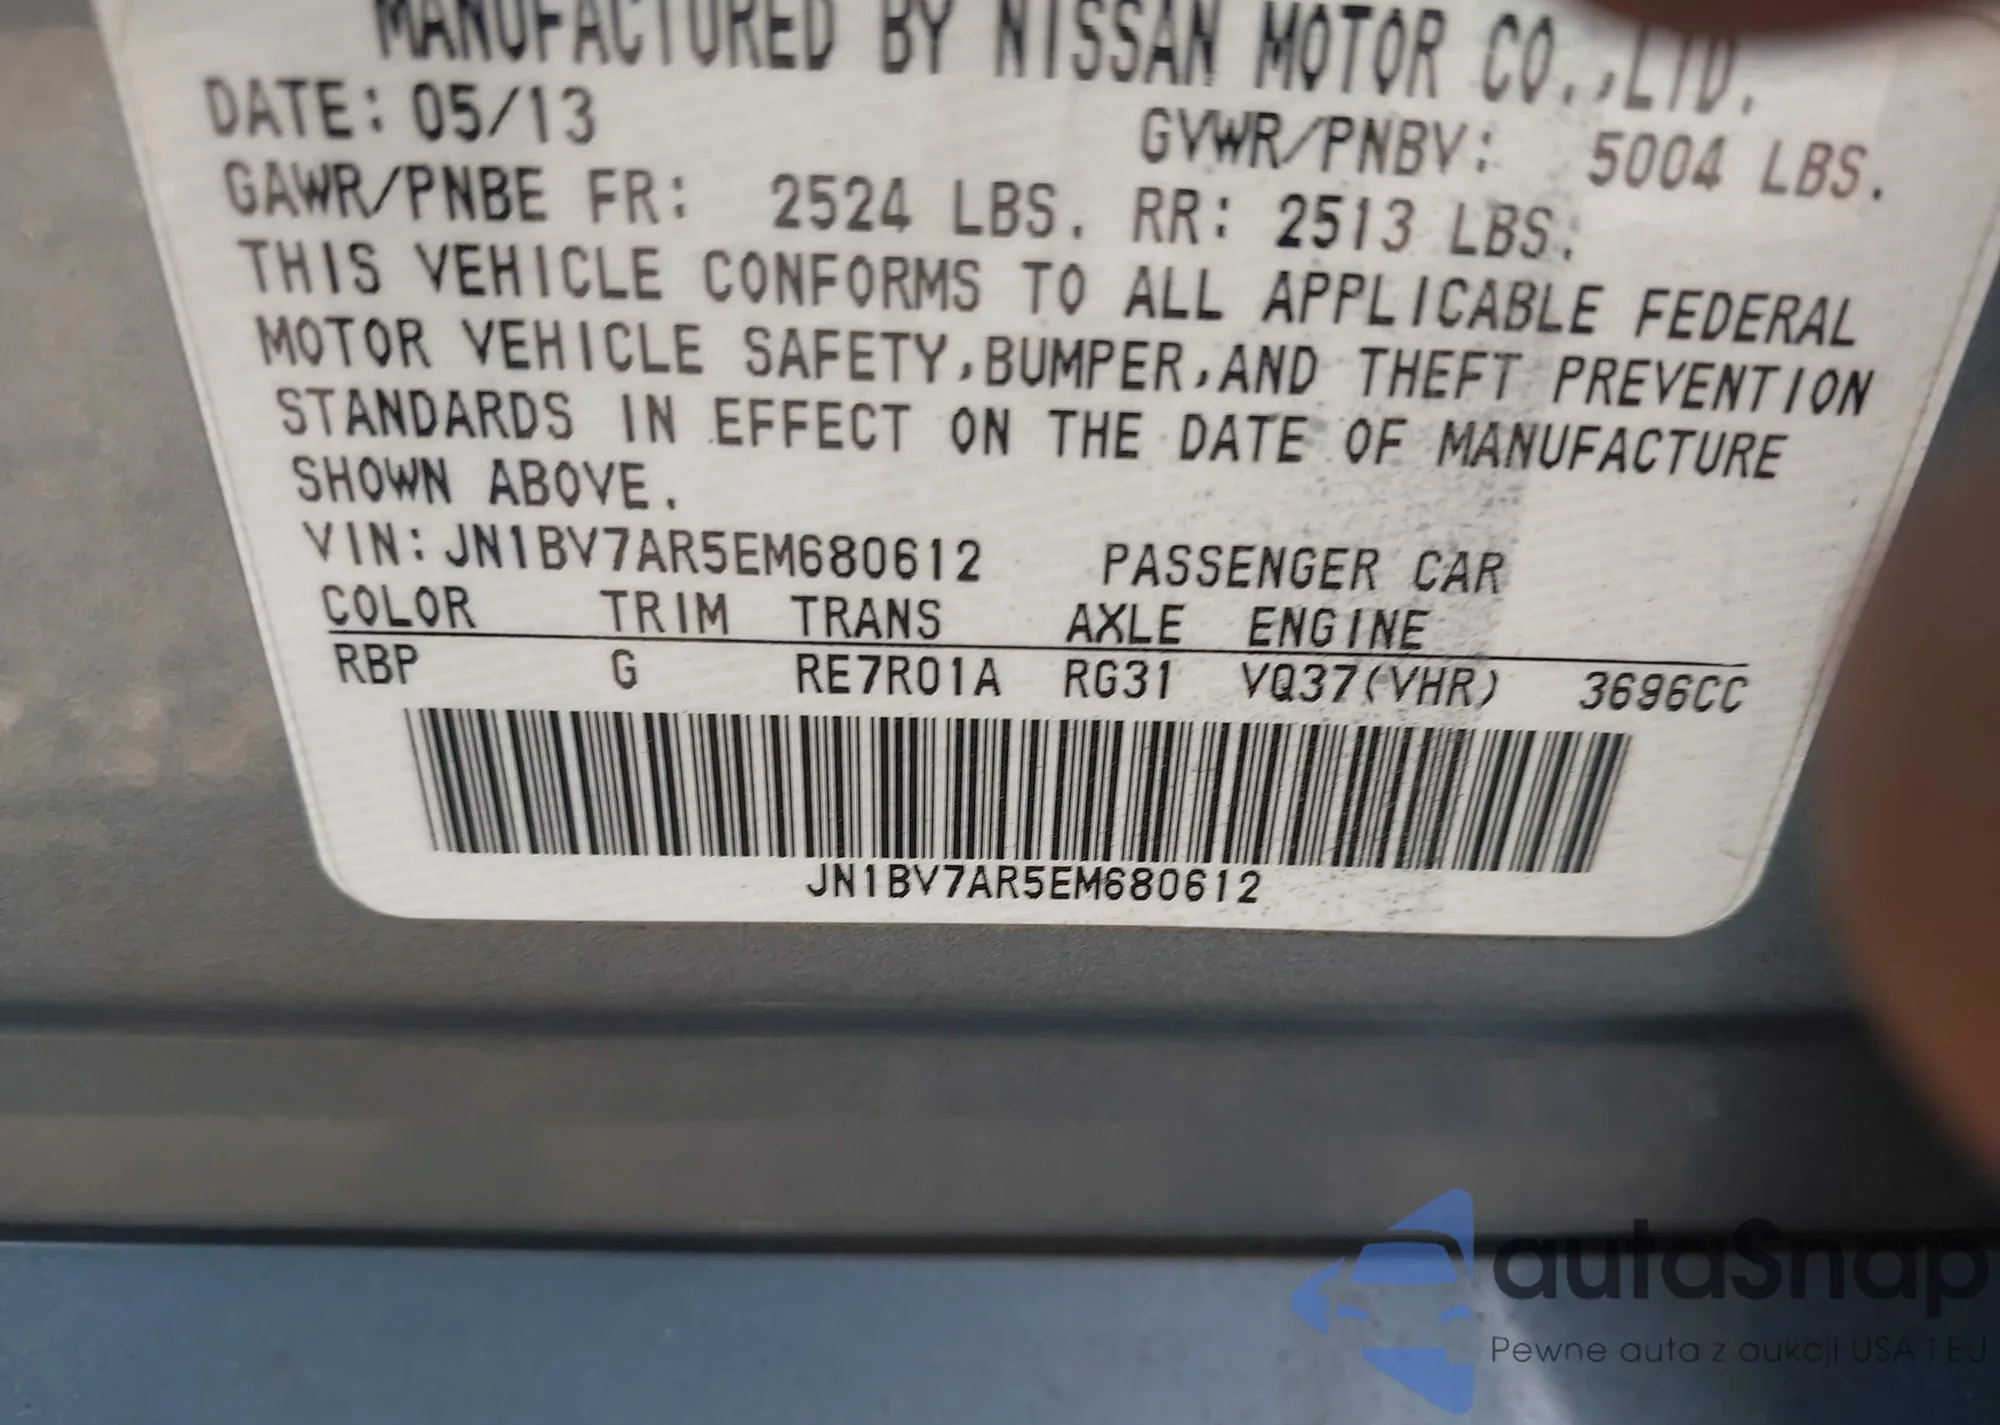 MANUFACTURED BY NISSAN MOTOR CO.,LTD.
DATE: 05/13
GVWR/PNBV: 5004 LBS.
GAWR/PNBE FR: 2524 LBS. RR: 2513 LBS.
THIS VEHICLE CONFORMS TO ALL APPLICABLE FEDERAL
MOTOR VEHICLE SAFETY,BUMPER,AND THEFT PREVENTION
STANDARDS IN EFFECT ON THE DATE OF MANUFACTURE
SHOWN ABOVE.
VIN: JN1BV7AR5EM680612 PASSENGER CAR
COLOR TRIM TRANS AXLE ENGINE
RBP G RE7R01A RG31 VQ37(VHR) 3696CC
JN1BV7AR5EM680612
autaSnap
Pewne auta z aukcji USA i EU